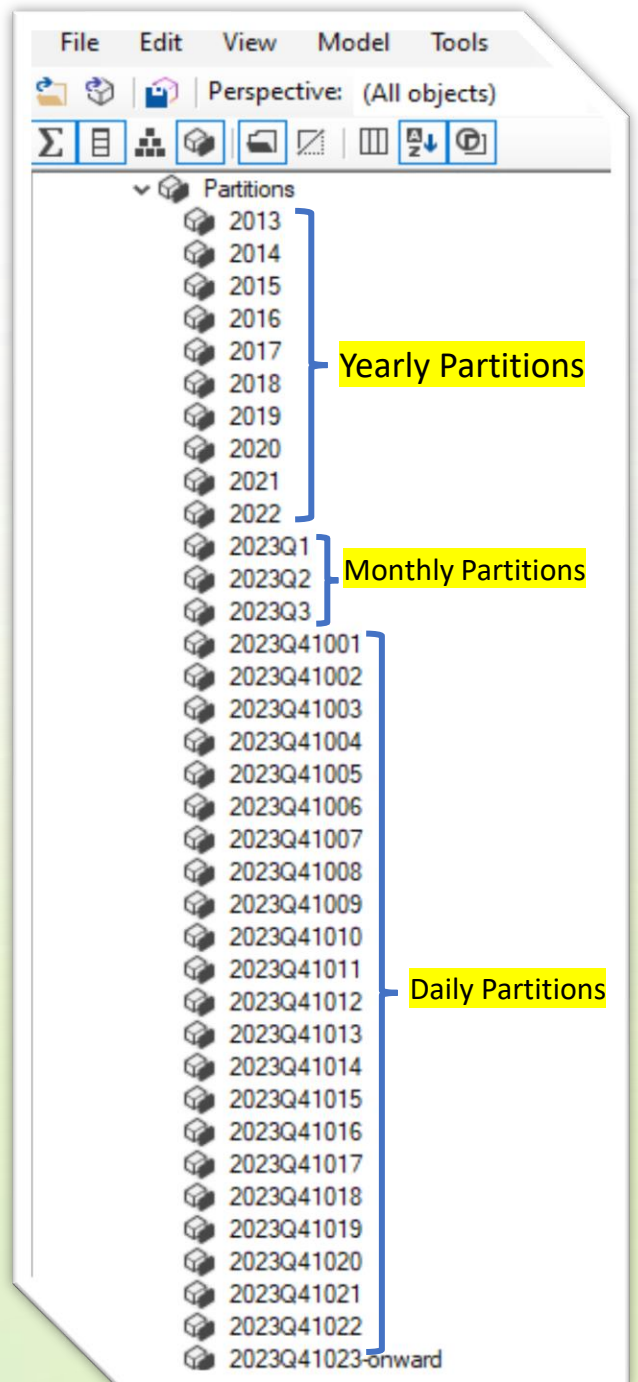 File Edit View Model Tools
Perspective: (All objects)
Partitions
2013
2014
2015
2016
2017
2018
2019
2020
2021
2022
Yearly Partitions
2023Q1
2023Q2
2023Q3
Monthly Partitions
2023Q41001
2023Q41002
2023Q41003
2023Q41004
2023Q41005
2023Q41006
2023Q41007
2023Q41008
2023Q41009
2023Q41010
2023Q41011
2023Q41012
2023Q41013
2023Q41014
2023Q41015
2023Q41016
2023Q41017
2023Q41018
2023Q41019
2023Q41020
2023Q41021
2023Q41022
2023Q41023-onward
Daily Partitions